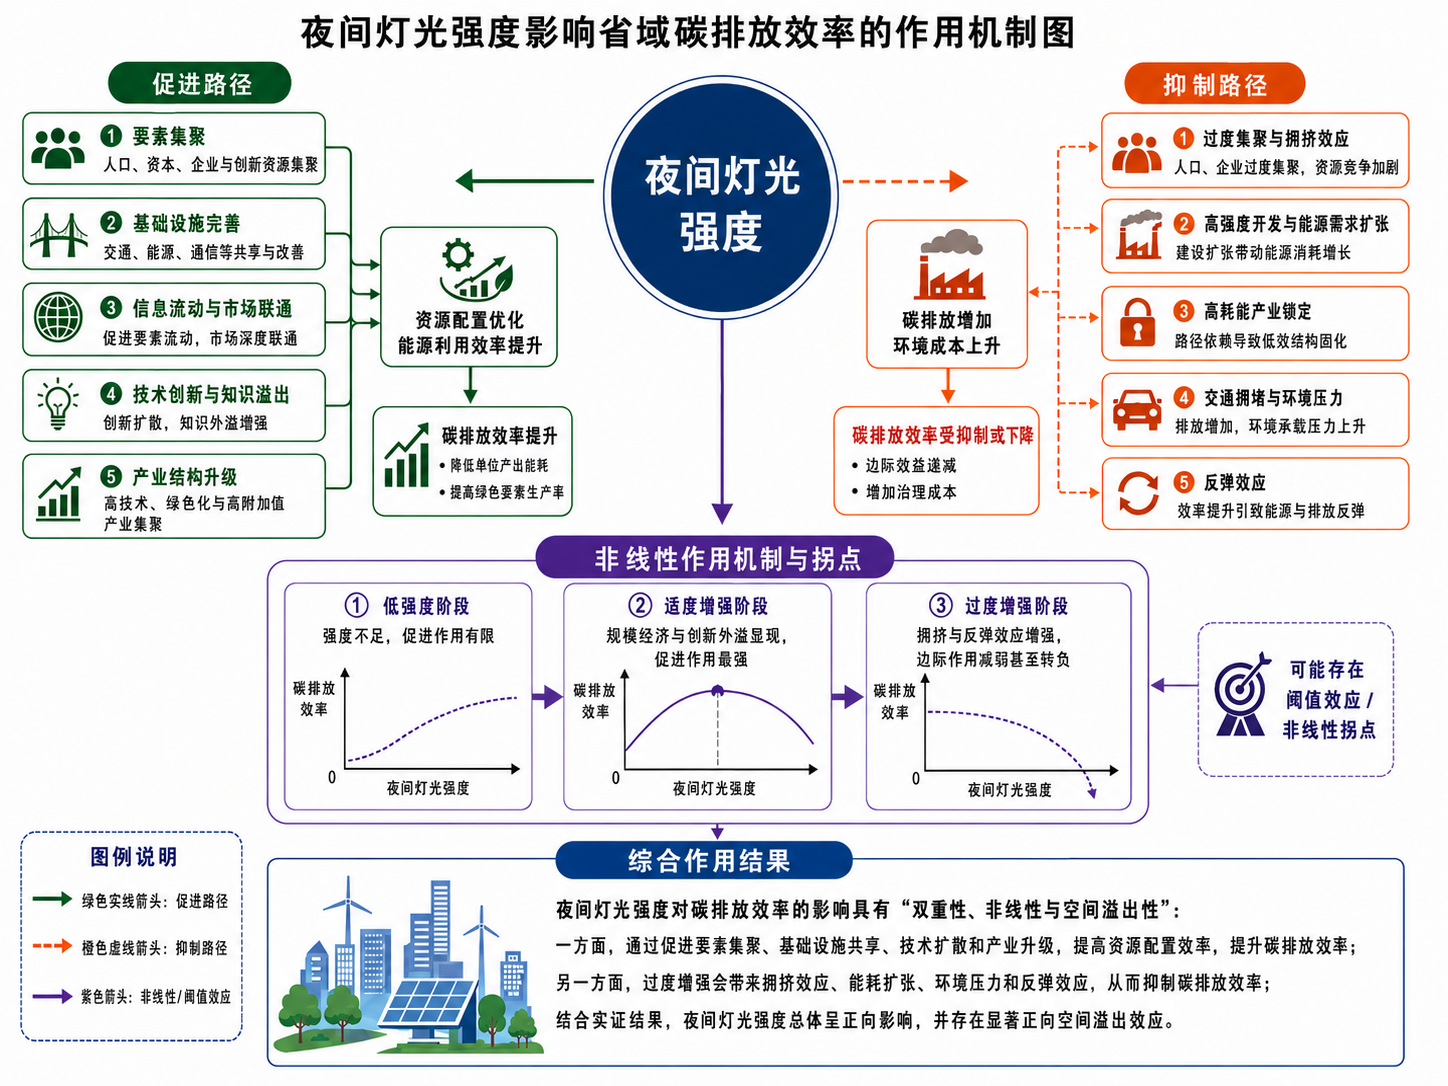 夜间灯光强度影响省域碳排放效率的作用机制图
促进路径
① 要素集聚
人口、资本、企业与创新资源集聚
② 基础设施完善
交通、能源、通信等共享与改善
③ 信息流动与市场联通
促进要素流动，市场深度联通
④ 技术创新与知识溢出
创新扩散，知识外溢增强
⑤ 产业结构升级
高技术、绿色化与高附加值
产业集聚
资源配置优化
能源利用效率提升
碳排放效率提升
• 降低单位产出能耗
• 提高绿色要素生产率
夜间灯光
强度
碳排放增加
环境成本上升
碳排放效率受抑制或下降
• 边际效益递减
• 增加治理成本
抑制路径
① 过度集聚与拥挤效应
人口、企业过度集聚，资源竞争加剧
② 高强度开发与能源需求扩张
建设扩张带动能源消耗增长
③ 高耗能产业锁定
路径依赖导致低效结构固化
④ 交通拥堵与环境压力
排放增加，环境承载压力上升
⑤ 反弹效应
效率提升引致能源与排放反弹
非线性作用机制与拐点
① 低强度阶段
强度不足，促进作用有限
碳排放
效率
0
夜间灯光强度
② 适度增强阶段
规模经济与创新外溢显现，
促进作用最强
碳排放
效率
0
夜间灯光强度
③ 过度增强阶段
拥挤与反弹效应增强，
边际作用减弱甚至转负
碳排放
效率
0
夜间灯光强度
可能存在
阈值效应 /
非线性拐点
图例说明
绿色实线箭头：促进路径
橙色虚线箭头：抑制路径
紫色箭头：非线性/阈值效应
综合作用结果
夜间灯光强度对碳排放效率的影响具有“双重性、非线性与空间溢出性”：
一方面，通过促进要素集聚、基础设施共享、技术扩散和产业升级，提高资源配置效率，提升碳排放效率；
另一方面，过度增强会带来拥挤效应、能耗扩张、环境压力和反弹效应，从而抑制碳排放效率；
结合实证结果，夜间灯光强度总体呈正向影响，并存在显著正向空间溢出效应。